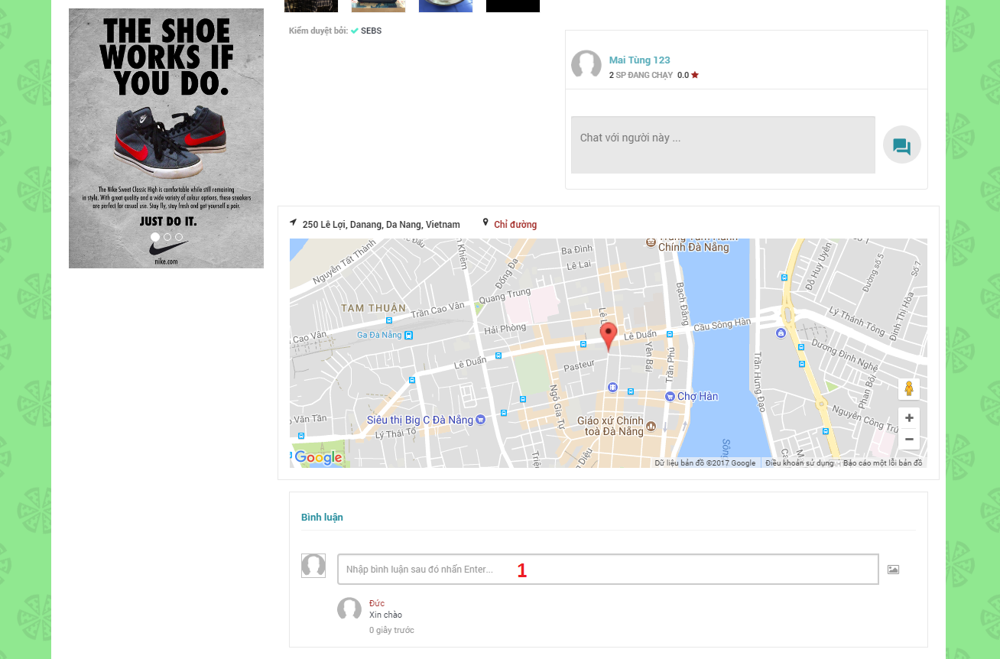 THE SHOE
WORKS IF
YOU DO.
The Nike Sweet Classic High is comfortable while still remaining
in style. With great quality and a wide variety of colour options, these sneakers
are perfect for casual use. Stay fly, stay fresh and get yourself a pair.
JUST DO IT.
nike.com
Kiểm duyệt bởi: SEBS
Mai Tùng 123
2 SP ĐANG CHẠY 0.0
Chat với người này ...
250 Lê Lợi, Danang, Da Nang, Vietnam
Chỉ đường
Nguyễn Tất Thành
Khiêm
Đống Đa
Ba Đình
Lê Lai
Trung Tâm Hành
Chính Đà Nẵng
Bạch Đằng
Đỗ Huy Uyển
Đường số 5
Số 7
TAM THUẬN
Trần Cao Vân
Quang Trung
Cao Vân
Ga Đà Nẵng
Hải Phòng
Lê Duẩn
Cầu Sông Hàn
Lý Thánh Tông
Đinh Thị Hòa
Lê Duẩn
Pasteur
Yên Bái
Trần Phú
Trần Hưng Đạo
Dương Đình Nghệ
Phan Bôi
Ngô Gia Tự
Chợ Hàn
Văn Tân
Siêu thị Big C Đà Nẵng
Lý Thái Tổ
Giáo xứ Chính
toà Đà Nẵng
Nguyễn Công Trứ
Triệu
Diệu
Sông
Google
Dữ liệu bản đồ ©2017 Google
Điều khoản sử dụng
Báo cáo một lỗi bản đồ
Bình luận
Nhập bình luận sau đó nhấn Enter...
1
Đức
Xin chào
0 giây trước